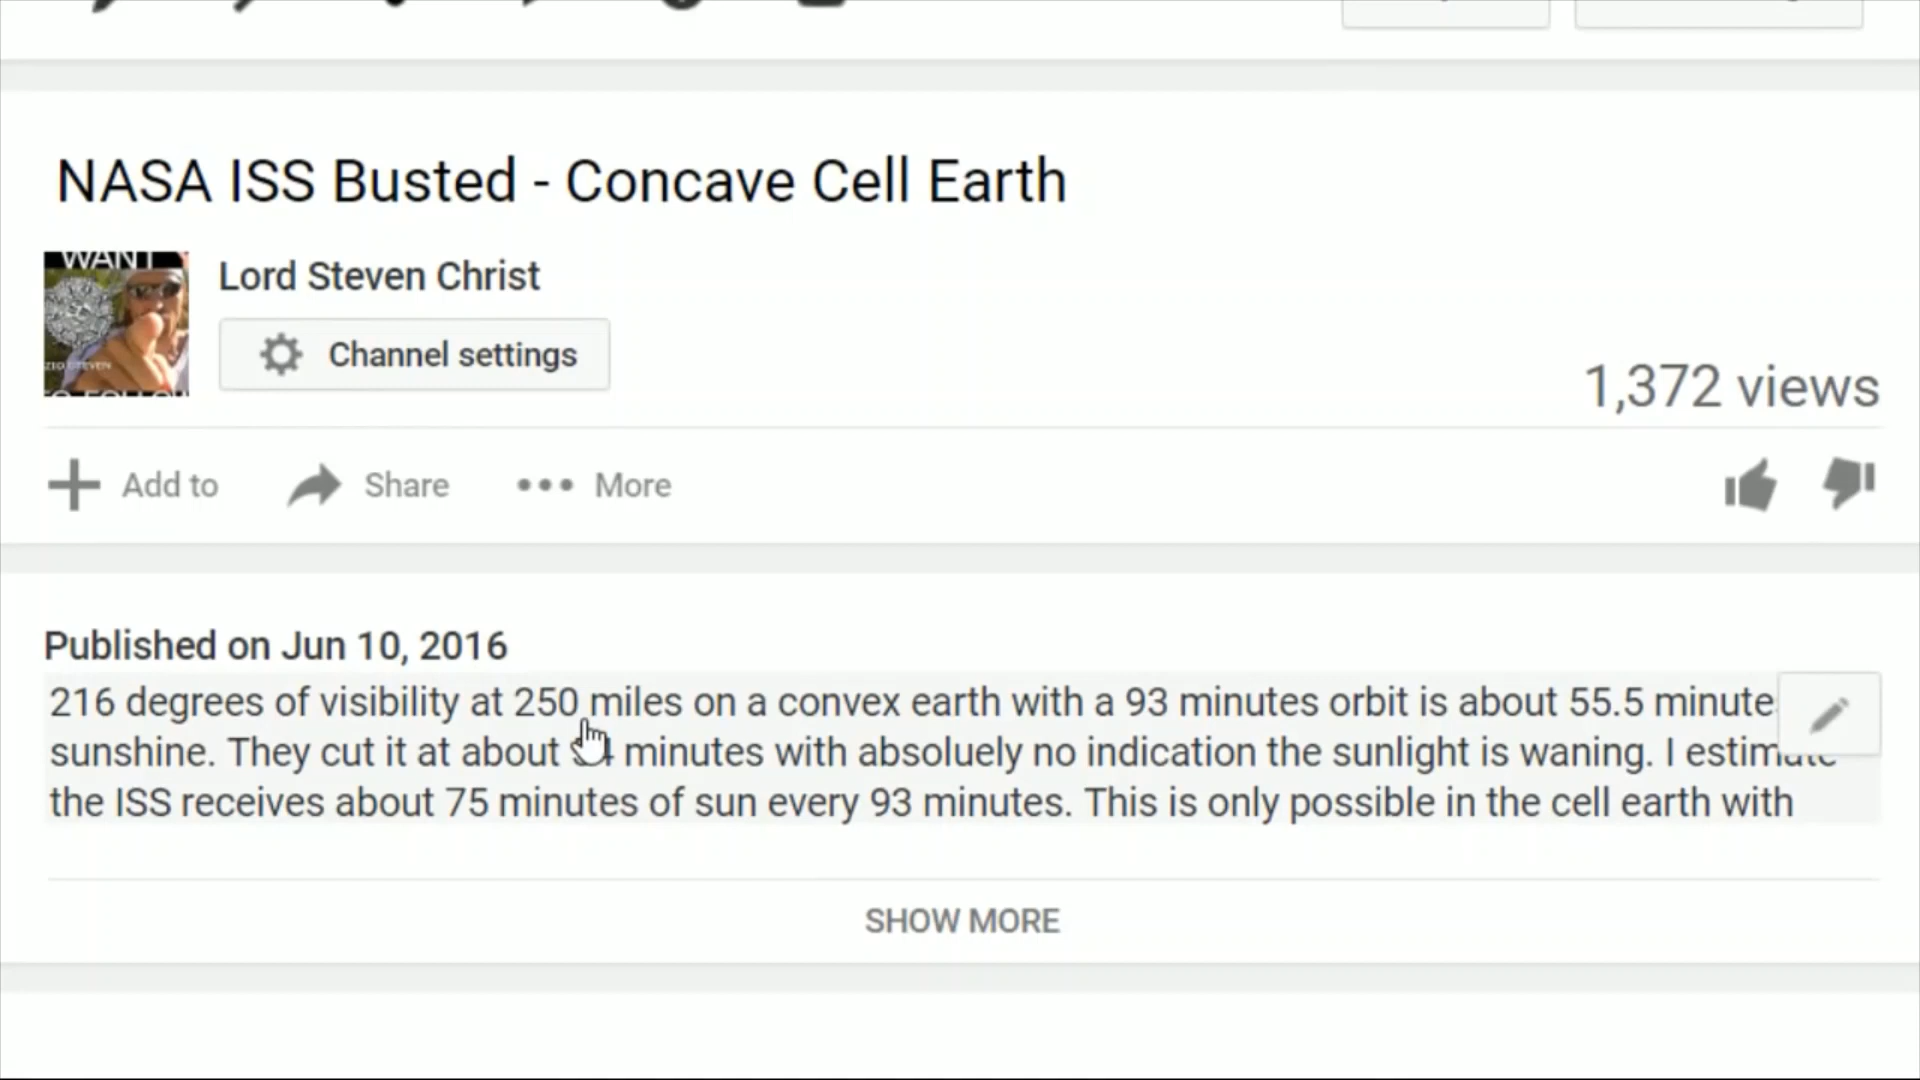 NASA ISS Busted - Concave Cell Earth
WANT
Lord Steven Christ
Channel settings
STEVEN
1,372 views
Add to
Share
More
Published on Jun 10, 2016
216 degrees of visibility at 250 miles on a convex earth with a 93 minutes orbit is about 55.5 minute
sunshine. They cut it at about minutes with absoluely no indication the sunlight is waning. I estimate
the ISS receives about 75 minutes of sun every 93 minutes. This is only possible in the cell earth with
SHOW MORE